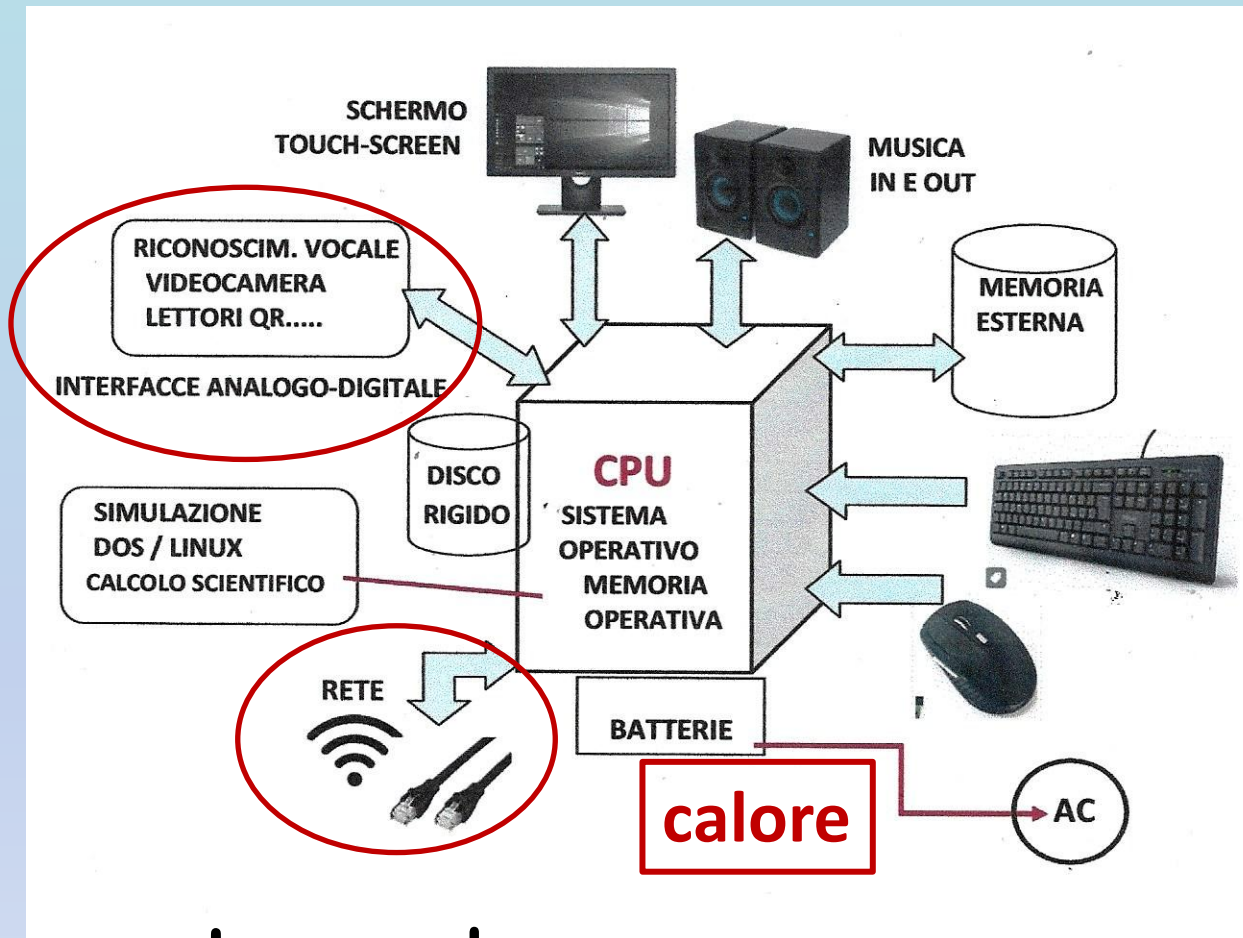 SCHERMO
TOUCH-SCREEN
MUSICA
IN E OUT
RICONOSCIM. VOCALE
VIDEOCAMERA
LETTORI QR.....
INTERFACCE ANALOGO-DIGITALE
MEMORIA
ESTERNA
DISCO
RIGIDO
CPU
SISTEMA
OPERATIVO
MEMORIA
OPERATIVA
SIMULAZIONE
DOS / LINUX
CALCOLO SCIENTIFICO
RETE
BATTERIE
calore
AC